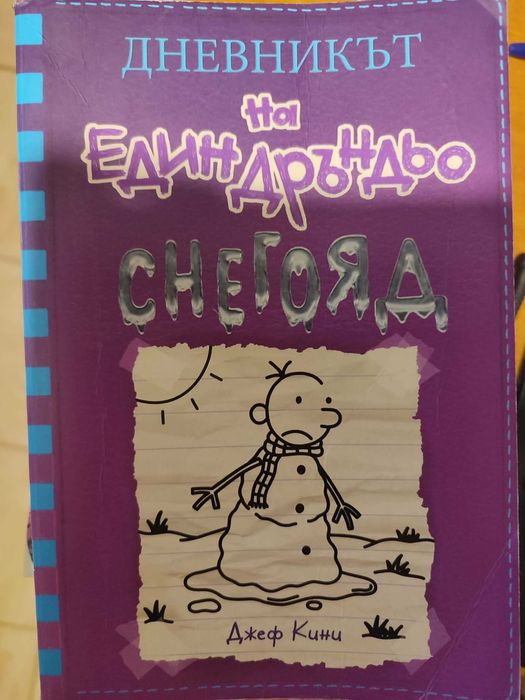 ДНЕВНИКЪТ
на
ЕДИН ДРЪНДЬО
СНЕГОЯД
Джеф Кини